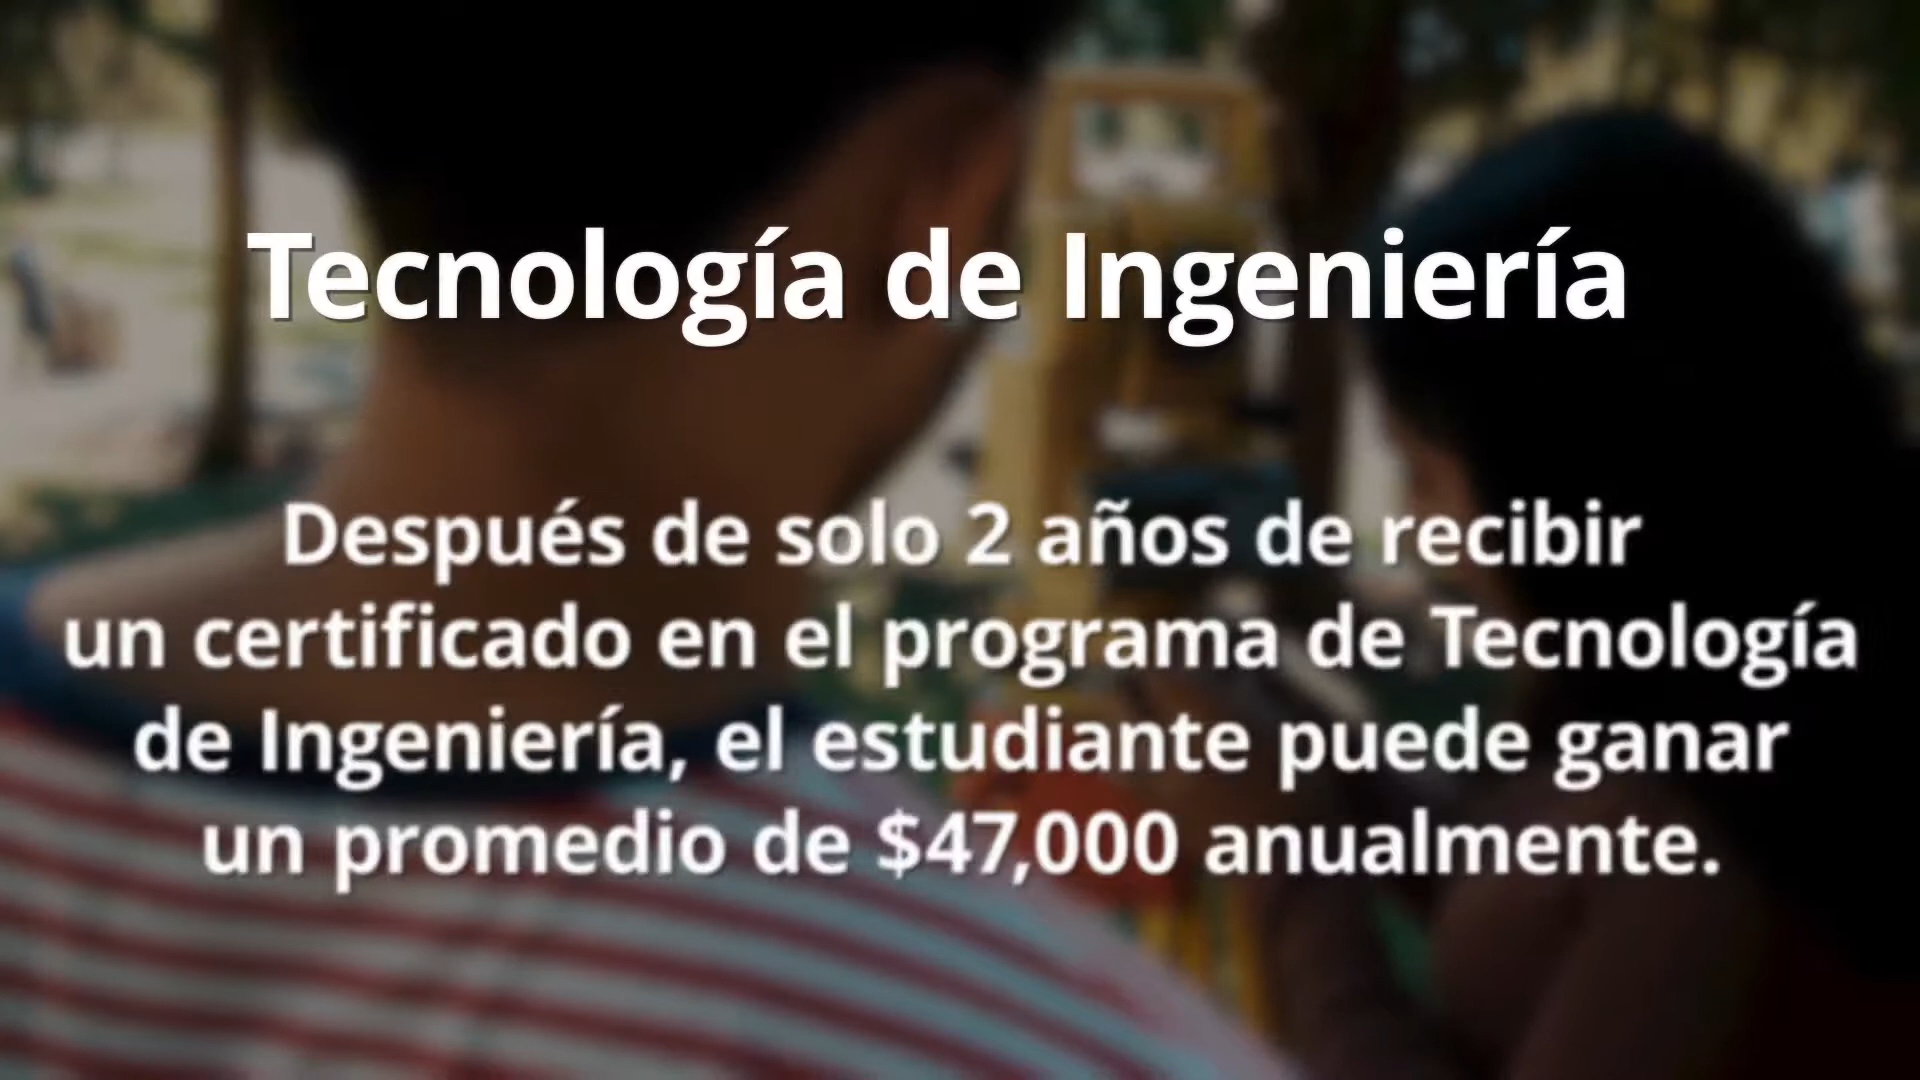 Tecnología de Ingeniería
Después de solo 2 años de recibir
un certificado en el programa de Tecnología
de Ingeniería, el estudiante puede ganar
un promedio de $47,000 anualmente.